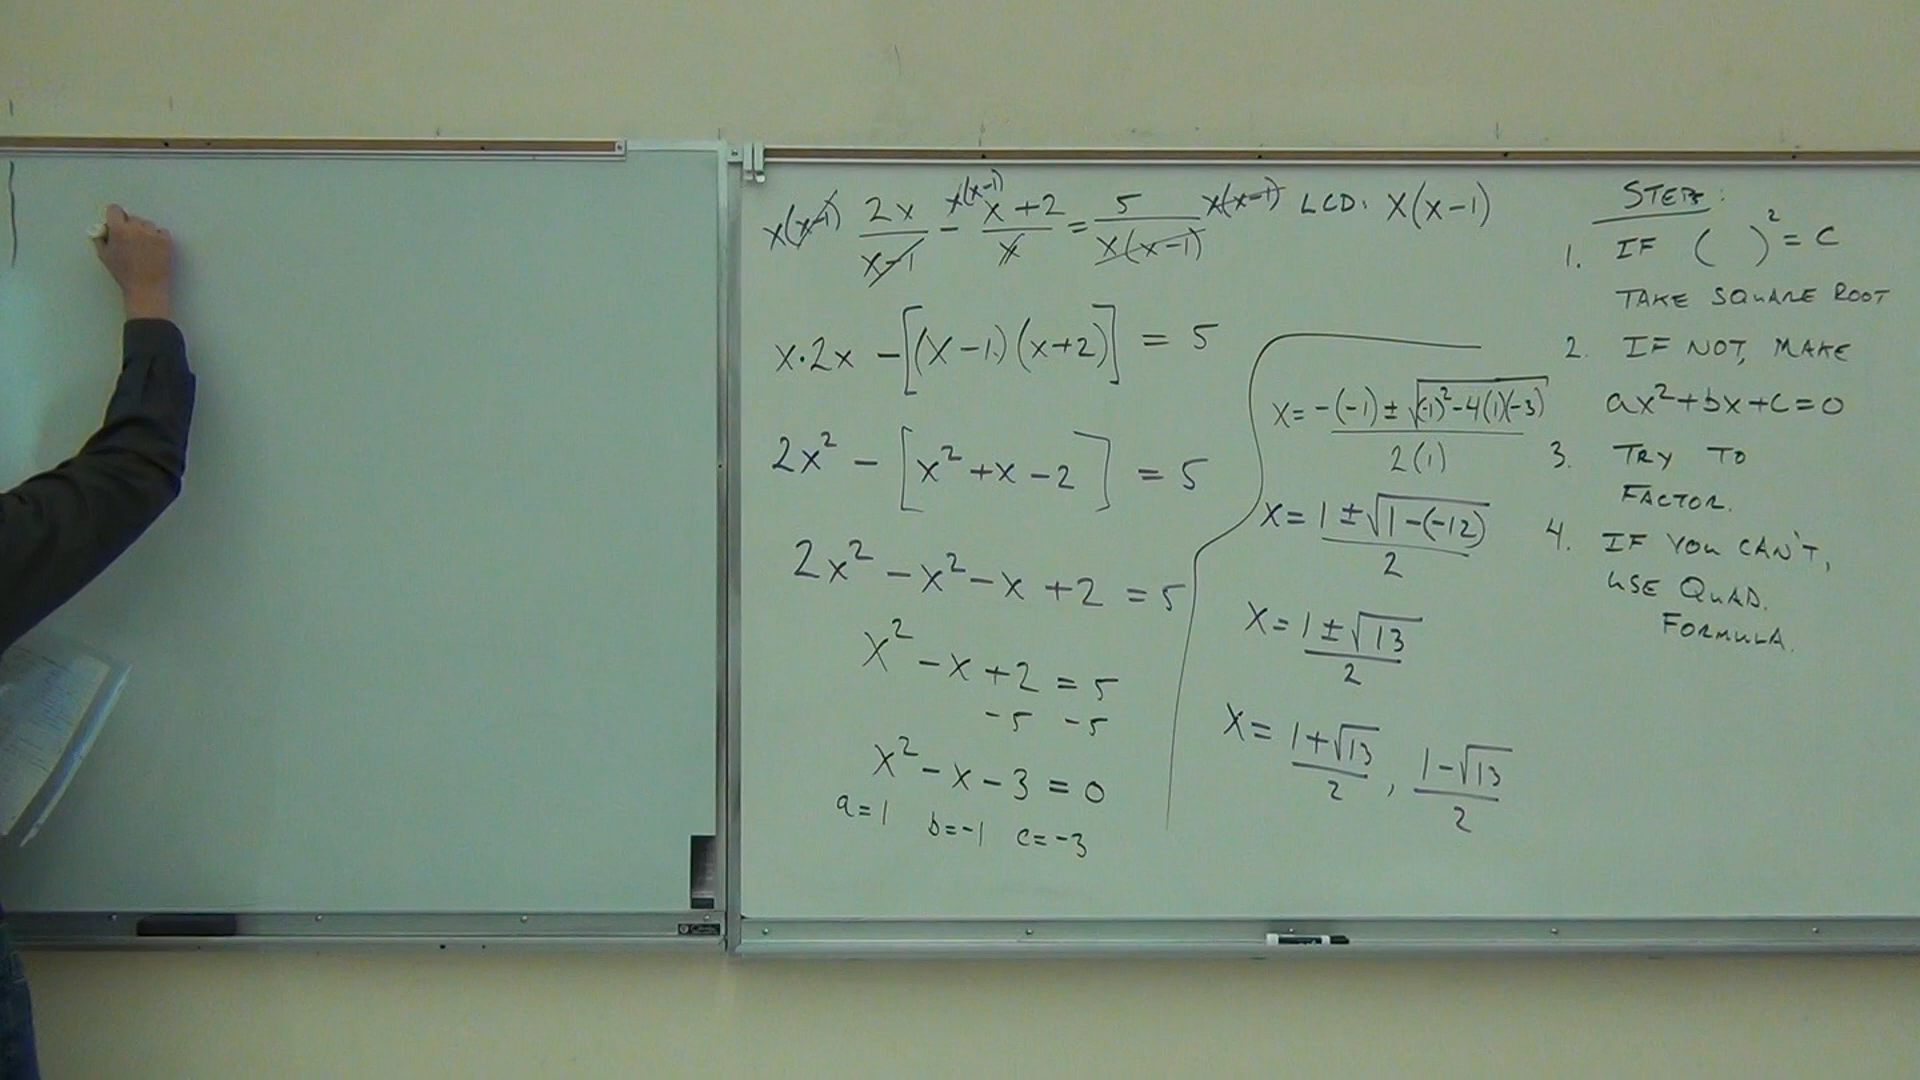 x(x-1) 2x/(x-1) - x(x-1) (x+2)/x = 5/(x(x-1)) x(x-1) LCD: x(x-1)
x·2x -[(x-1)(x+2)] = 5
2x² - [x²+x-2] = 5
2x² - x² - x + 2 = 5
x² - x + 2 = 5
-5 -5
x² - x - 3 = 0
a=1 b=-1 c=-3
x = (-(-1) ± √((-1)²-4(1)(-3)))/(2(1))
x = (1 ± √(1-(-12)))/2
x = (1 ± √13)/2
x = (1+√13)/2 , (1-√13)/2
STEPS:
1. IF ( )² = C
TAKE SQUARE ROOT
2. IF NOT, MAKE
ax²+bx+c=0
3. TRY TO
FACTOR.
4. IF YOU CAN'T,
USE QUAD.
FORMULA.